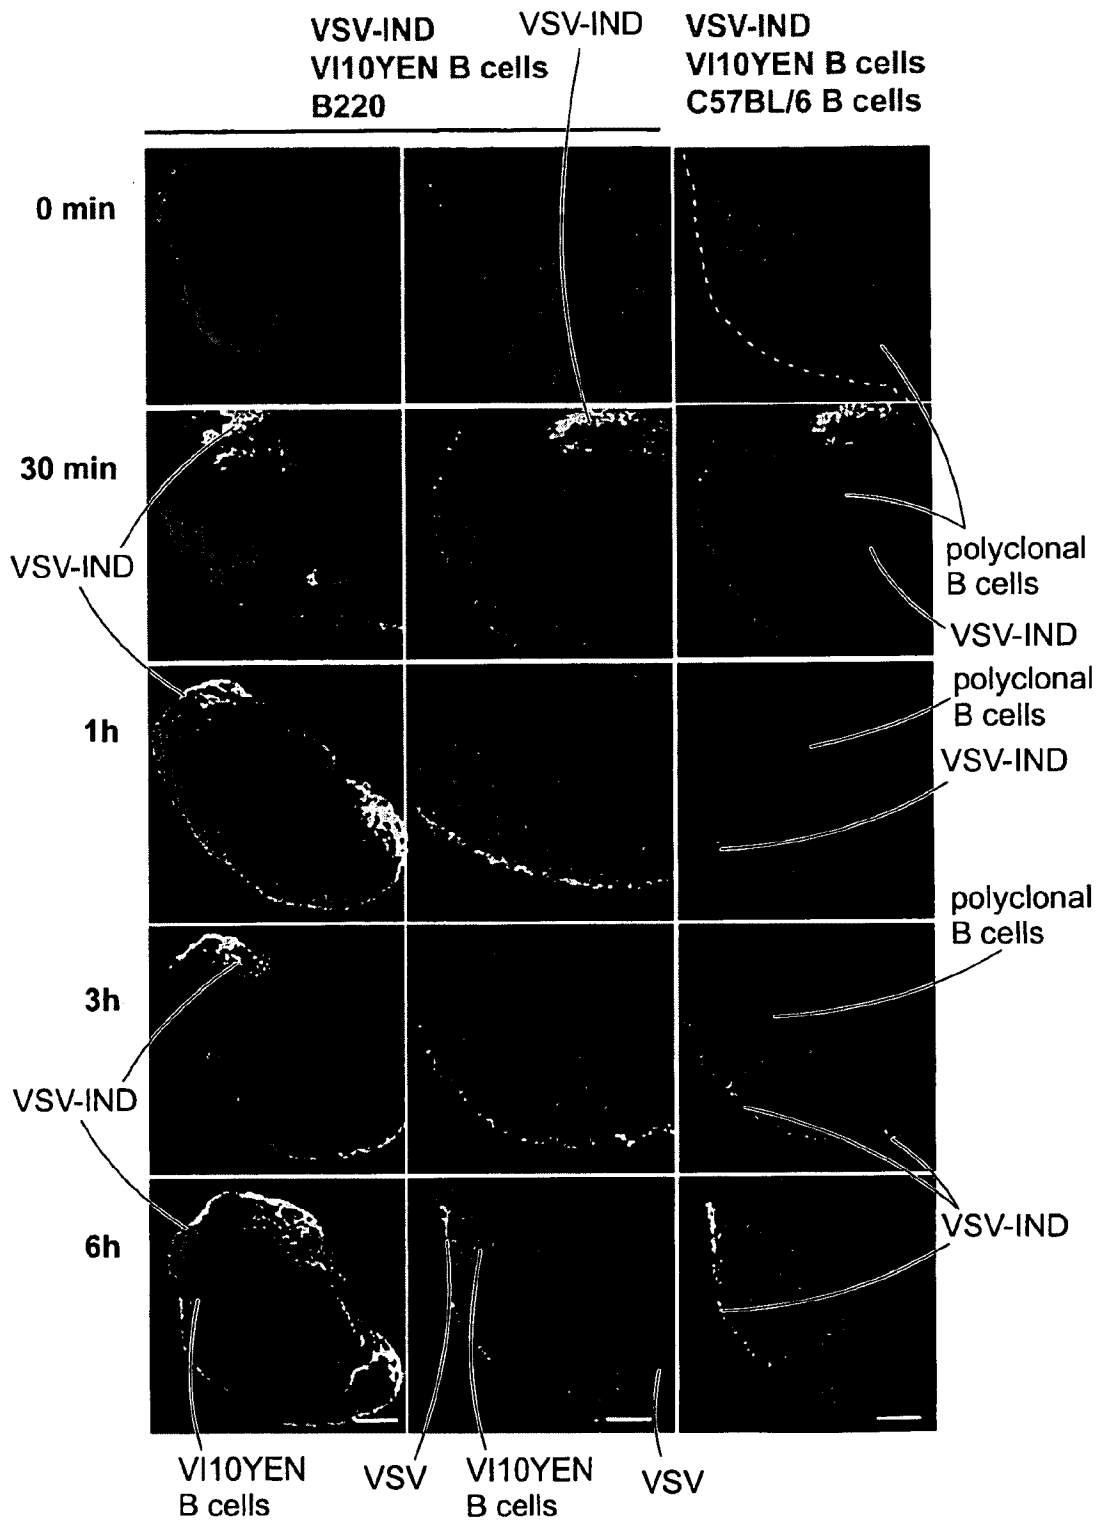 VSV-IND
VI10YEN B cells
B220
VSV-IND
VSV-IND
VI10YEN B cells
C57BL/6 B cells
0 min
30 min
VSV-IND
polyclonal
B cells
VSV-IND
polyclonal
B cells
1h
VSV-IND
polyclonal
B cells
3h
VSV-IND
VSV-IND
6h
VI10YEN
B cells
VSV
VI10YEN
B cells
VSV